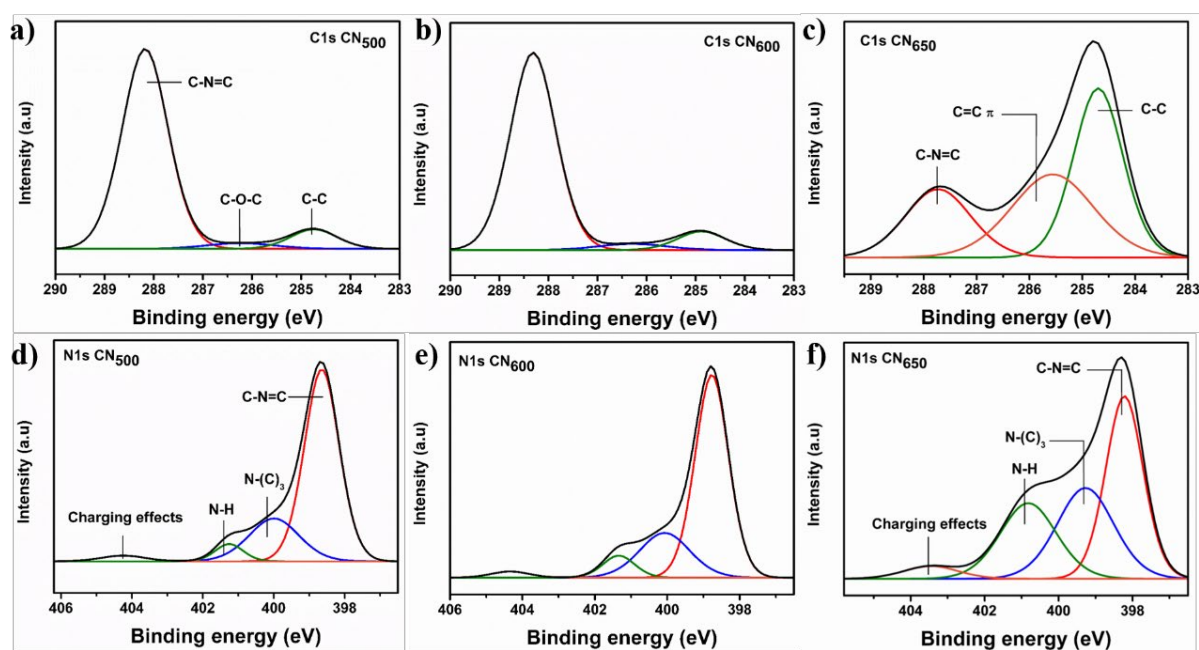 a)
C1s CN500
C-N=C
C-O-C
C-C
Intensity (a.u)
290 289 288 287 286 285 284 283
Binding energy (eV)
b)
C1s CN600
Intensity (a.u)
290 289 288 287 286 285 284 283
Binding energy (eV)
c)
C1s CN650
C-C
C=C π
C-N=C
Intensity (a.u)
289 288 287 286 285 284 283
Binding energy (eV)
d)
N1s CN500
C-N=C
N-(C)3
N-H
Charging effects
Intensity (a.u)
406 404 402 400 398
Binding energy (eV)
e)
N1s CN600
Intensity (a.u)
406 404 402 400 398
Binding energy (eV)
f)
N1s CN650
C-N=C
N-(C)3
N-H
Charging effects
Intensity (a.u)
404 402 400 398
Binding energy (eV)